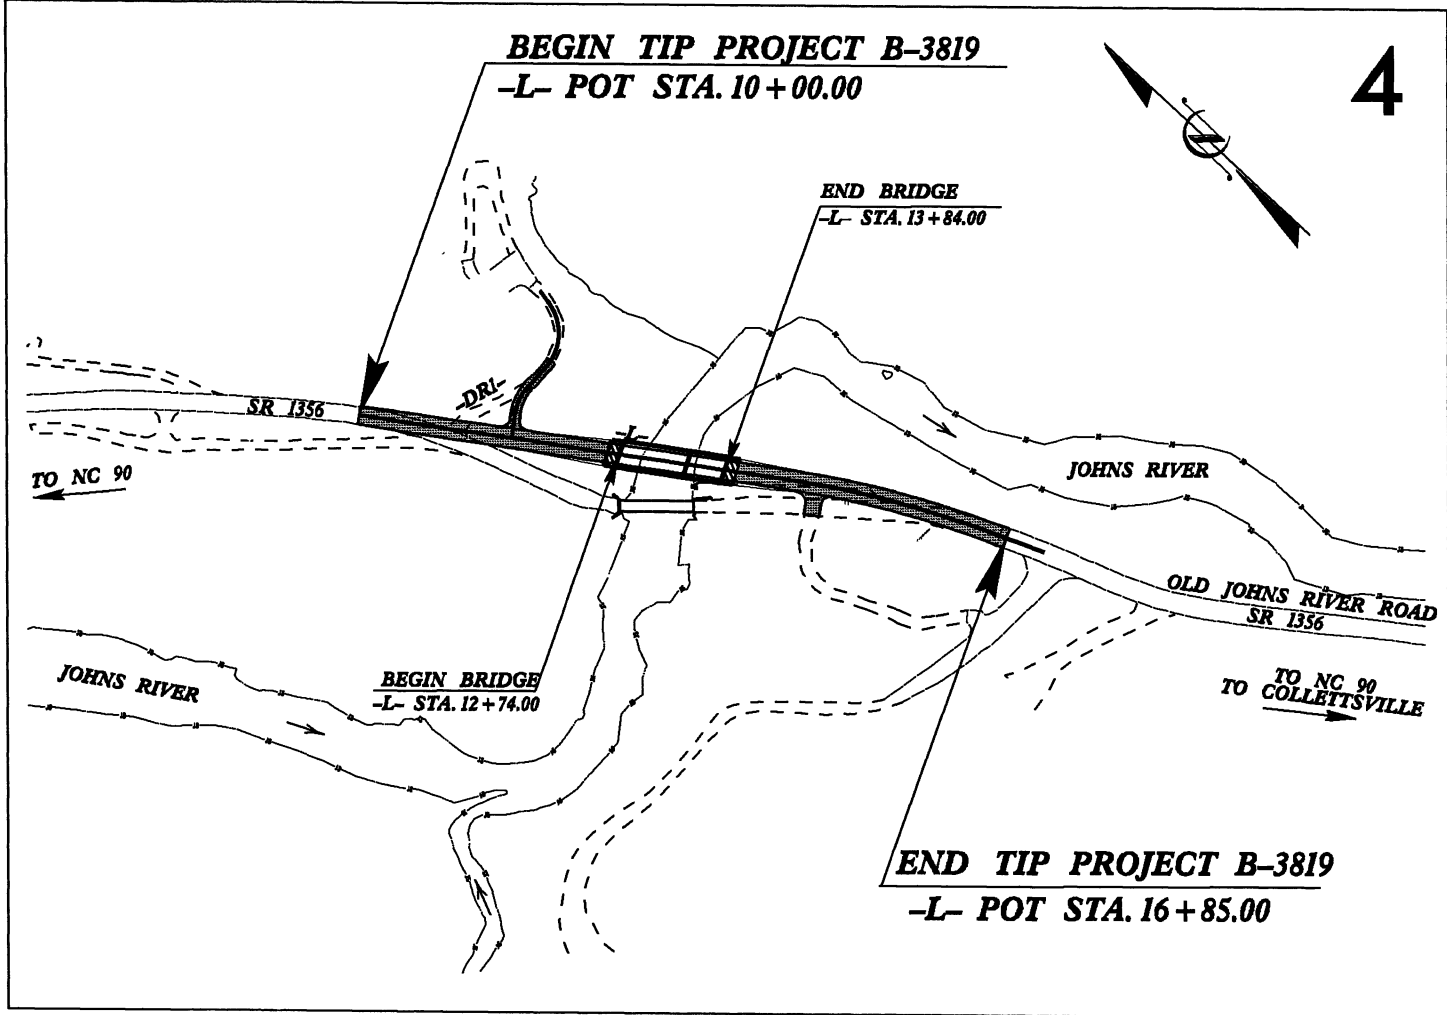 BEGIN TIP PROJECT B-3819
-L- POT STA. 10+00.00
4
END BRIDGE
-L- STA. 13+84.00
-DR1-
SR 1356
-L-
TO NC 90
JOHNS RIVER
OLD JOHNS RIVER ROAD
SR 1356
JOHNS RIVER
BEGIN BRIDGE
-L- STA. 12+74.00
TO NC 90
TO COLLETTSVILLE
END TIP PROJECT B-3819
-L- POT STA. 16+85.00